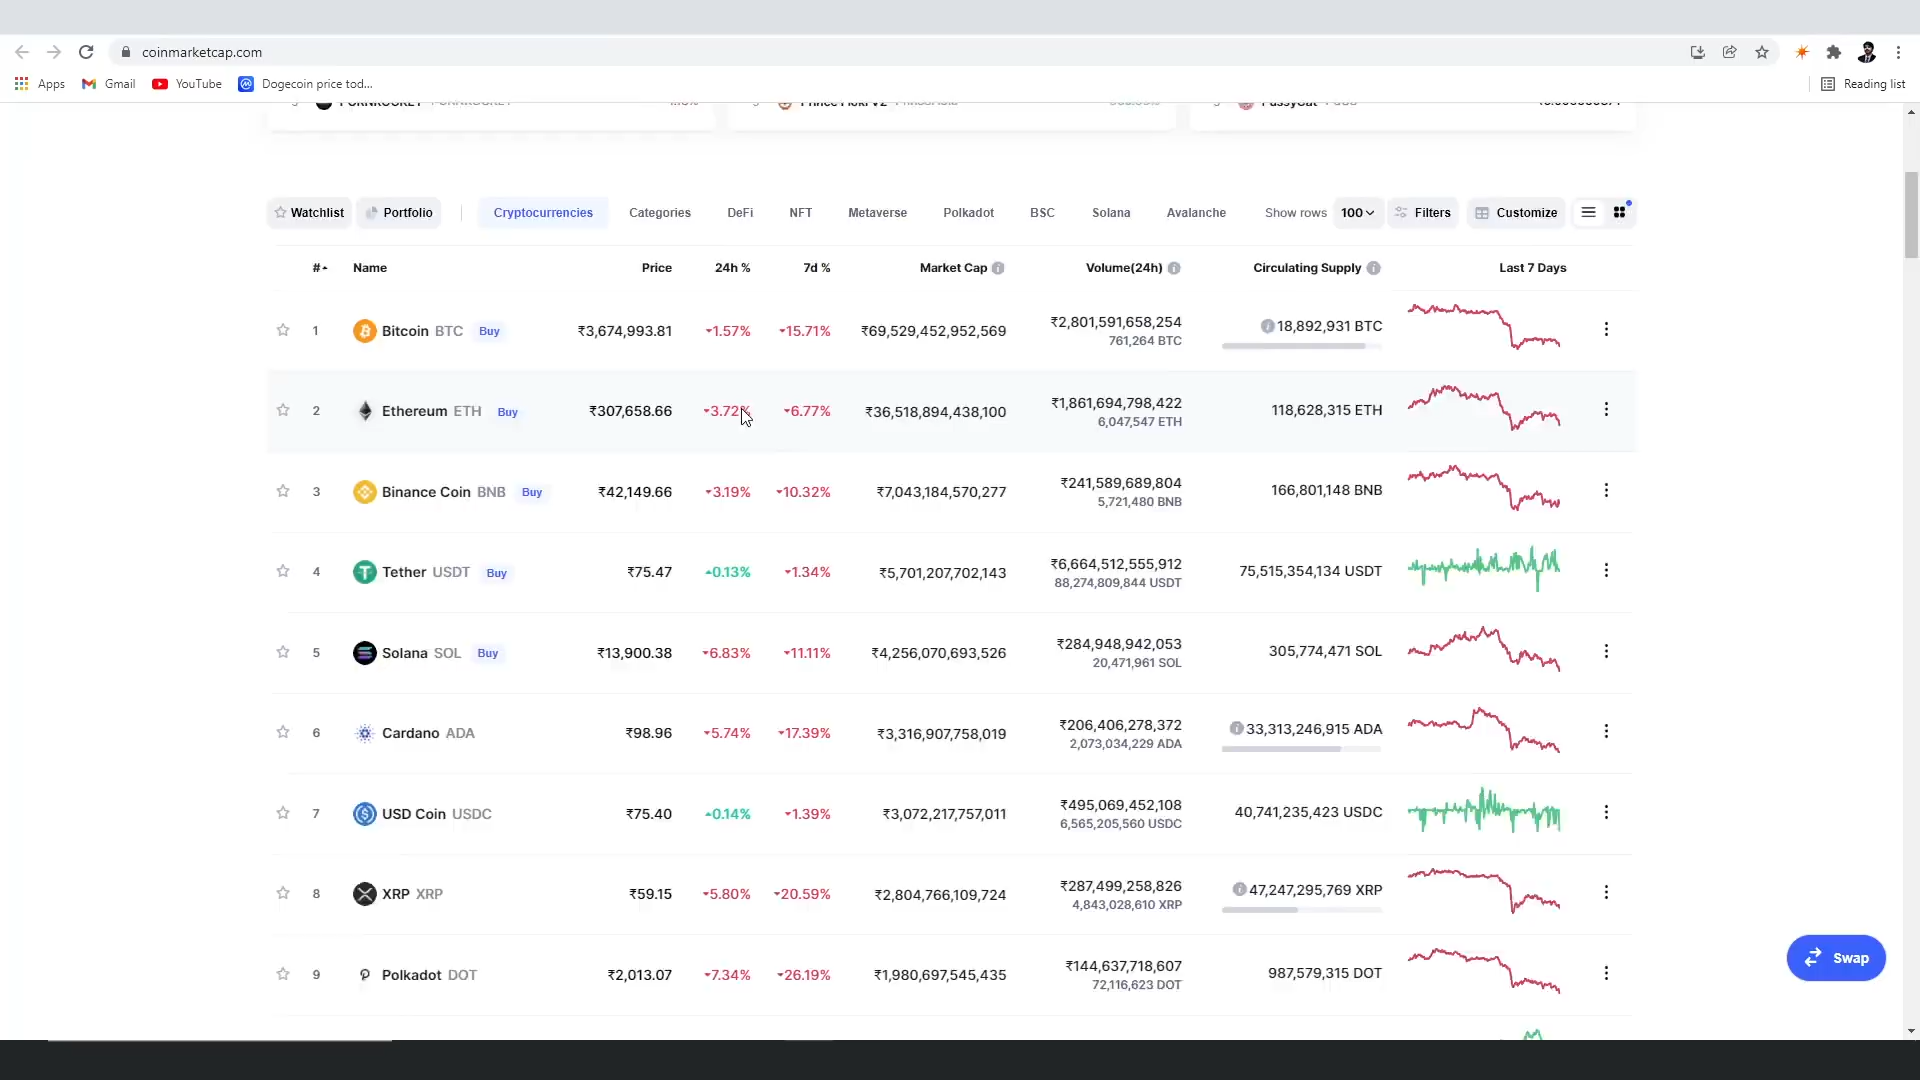 coinmarketcap.com
Apps Gmail YouTube Dogecoin price tod... Reading list
Watchlist Portfolio Cryptocurrencies Categories DeFi NFT Metaverse Polkadot BSC Solana Avalanche Show rows 100 Filters Customize
# Name Price 24h % 7d % Market Cap Volume(24h) Circulating Supply Last 7 Days
1 Bitcoin BTC Buy ₹3,674,993.81 1.57% 15.71% ₹69,529,452,952,569 ₹2,801,591,658,254 18,892,931 BTC
761,264 BTC
2 Ethereum ETH Buy ₹307,658.66 3.72% 6.77% ₹36,518,894,438,100 ₹1,861,694,798,422 118,628,315 ETH
6,047,547 ETH
3 Binance Coin BNB Buy ₹42,149.66 3.19% 10.32% ₹7,043,184,570,277 ₹241,589,689,804 166,801,148 BNB
5,721,480 BNB
4 Tether USDT Buy ₹75.47 0.13% 1.34% ₹5,701,207,702,143 ₹6,664,512,555,912 75,515,354,134 USDT
88,274,809,844 USDT
5 Solana SOL Buy ₹13,900.38 6.83% 11.11% ₹4,256,070,693,526 ₹284,948,942,053 305,774,471 SOL
20,471,961 SOL
6 Cardano ADA ₹98.96 5.74% 17.39% ₹3,316,907,758,019 ₹206,406,278,372 33,313,246,915 ADA
2,073,034,229 ADA
7 USD Coin USDC ₹75.40 0.14% 1.39% ₹3,072,217,757,011 ₹495,069,452,108 40,741,235,423 USDC
6,565,205,560 USDC
8 XRP XRP ₹59.15 5.80% 20.59% ₹2,804,766,109,724 ₹287,499,258,826 47,247,295,769 XRP
4,843,028,610 XRP
9 Polkadot DOT ₹2,013.07 7.34% 26.19% ₹1,980,697,545,435 ₹144,637,718,607 987,579,315 DOT
72,116,623 DOT
Swap